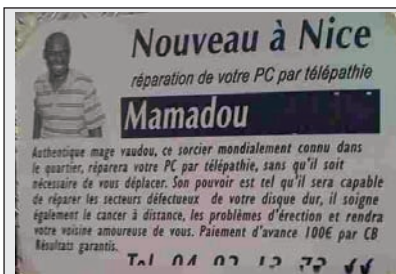 Nouveau à Nice
réparation de votre PC par télépathie
Mamadou
Authentique mage vaudou, ce sorcier mondialement connu dans
le quartier, réparera votre PC par télépathie, sans qu'il soit
nécessaire de vous déplacer. Son pouvoir est tel qu'il sera capable
de réparer les secteurs défectueux de votre disque dur, il soigne
également le cancer à distance, les problèmes d'érection et rendra
votre voisine amoureuse de vous. Paiement d'avance 100€ par CB
Résultats garantis.
Tel